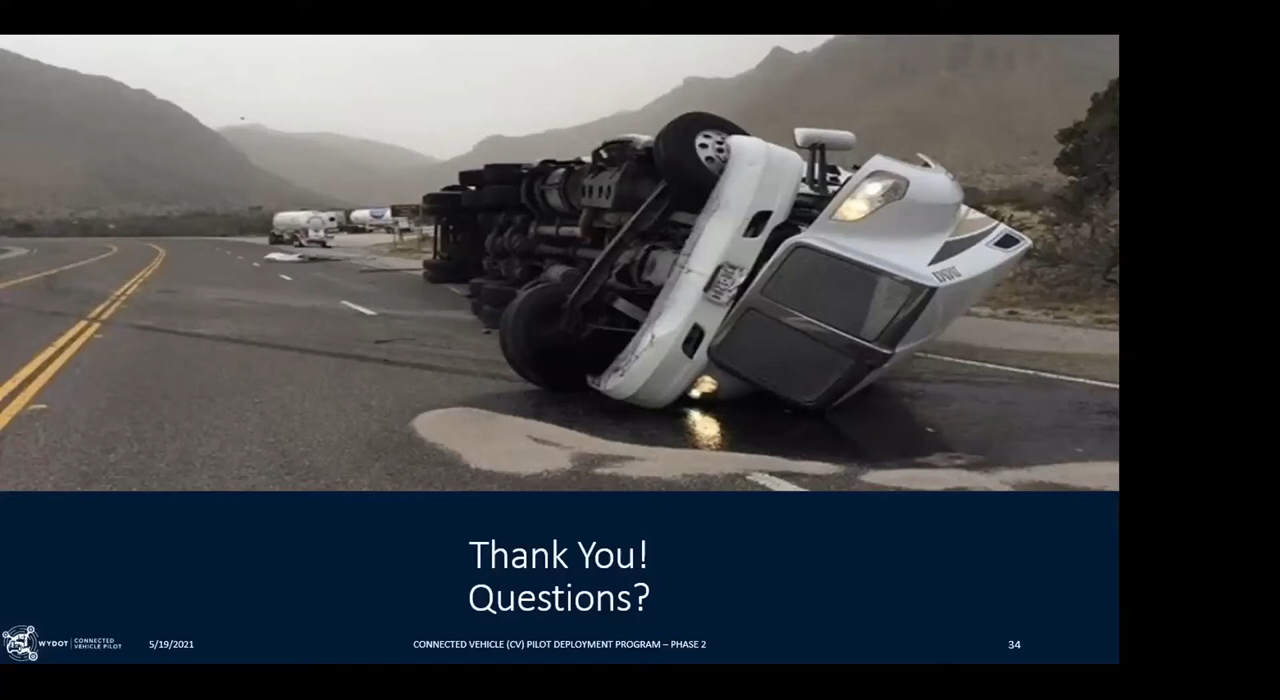 Thank You!
Questions?
WYDOT | CONNECTED
VEHICLE PILOT
5/19/2021
CONNECTED VEHICLE (CV) PILOT DEPLOYMENT PROGRAM – PHASE 2
34